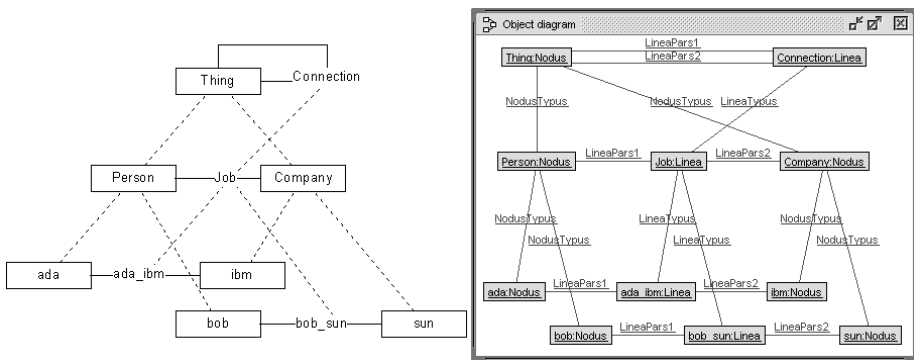 Thing
Connection
Person
Job
Company
ada
ada_ibm
ibm
bob
bob_sun
sun
Object diagram
LineaPars1
Thing:Nodus
LineaPars2
Connection:Linea
NodusTypus
NodusTypus
LineaTypus
Person:Nodus
LineaPars1
Job:Linea
LineaPars2
Company:Nodus
NodusTypus
LineaTypus
NodusTypus
NodusTypus
LineaTypus
NodusTypus
ada:Nodus
LineaPars1
ada_ibm:Linea
LineaPars2
ibm:Nodus
bob:Nodus
LineaPars1
bob_sun:Linea
LineaPars2
sun:Nodus